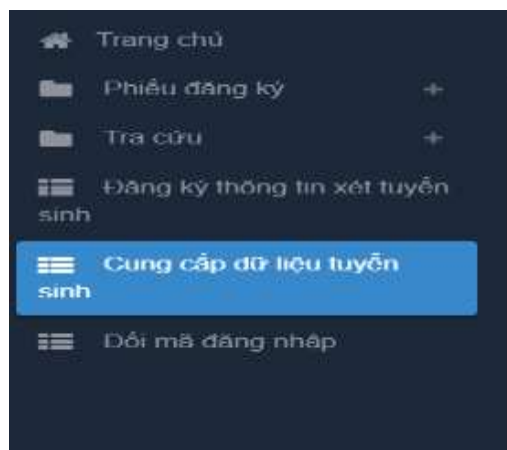 Trang chủ
Phiếu đăng ký +
Tra cứu +
Đăng ký thông tin xét tuyển
sinh
Cung cấp dữ liệu tuyển
sinh
Đổi mã đăng nhập